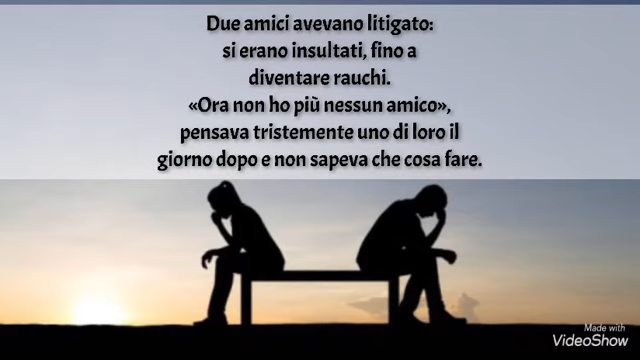 Due amici avevano litigato:
si erano insultati, fino a
diventare rauchi.
«Ora non ho più nessun amico»,
pensava tristemente uno di loro il
giorno dopo e non sapeva che cosa fare.
Made with
VideoShow